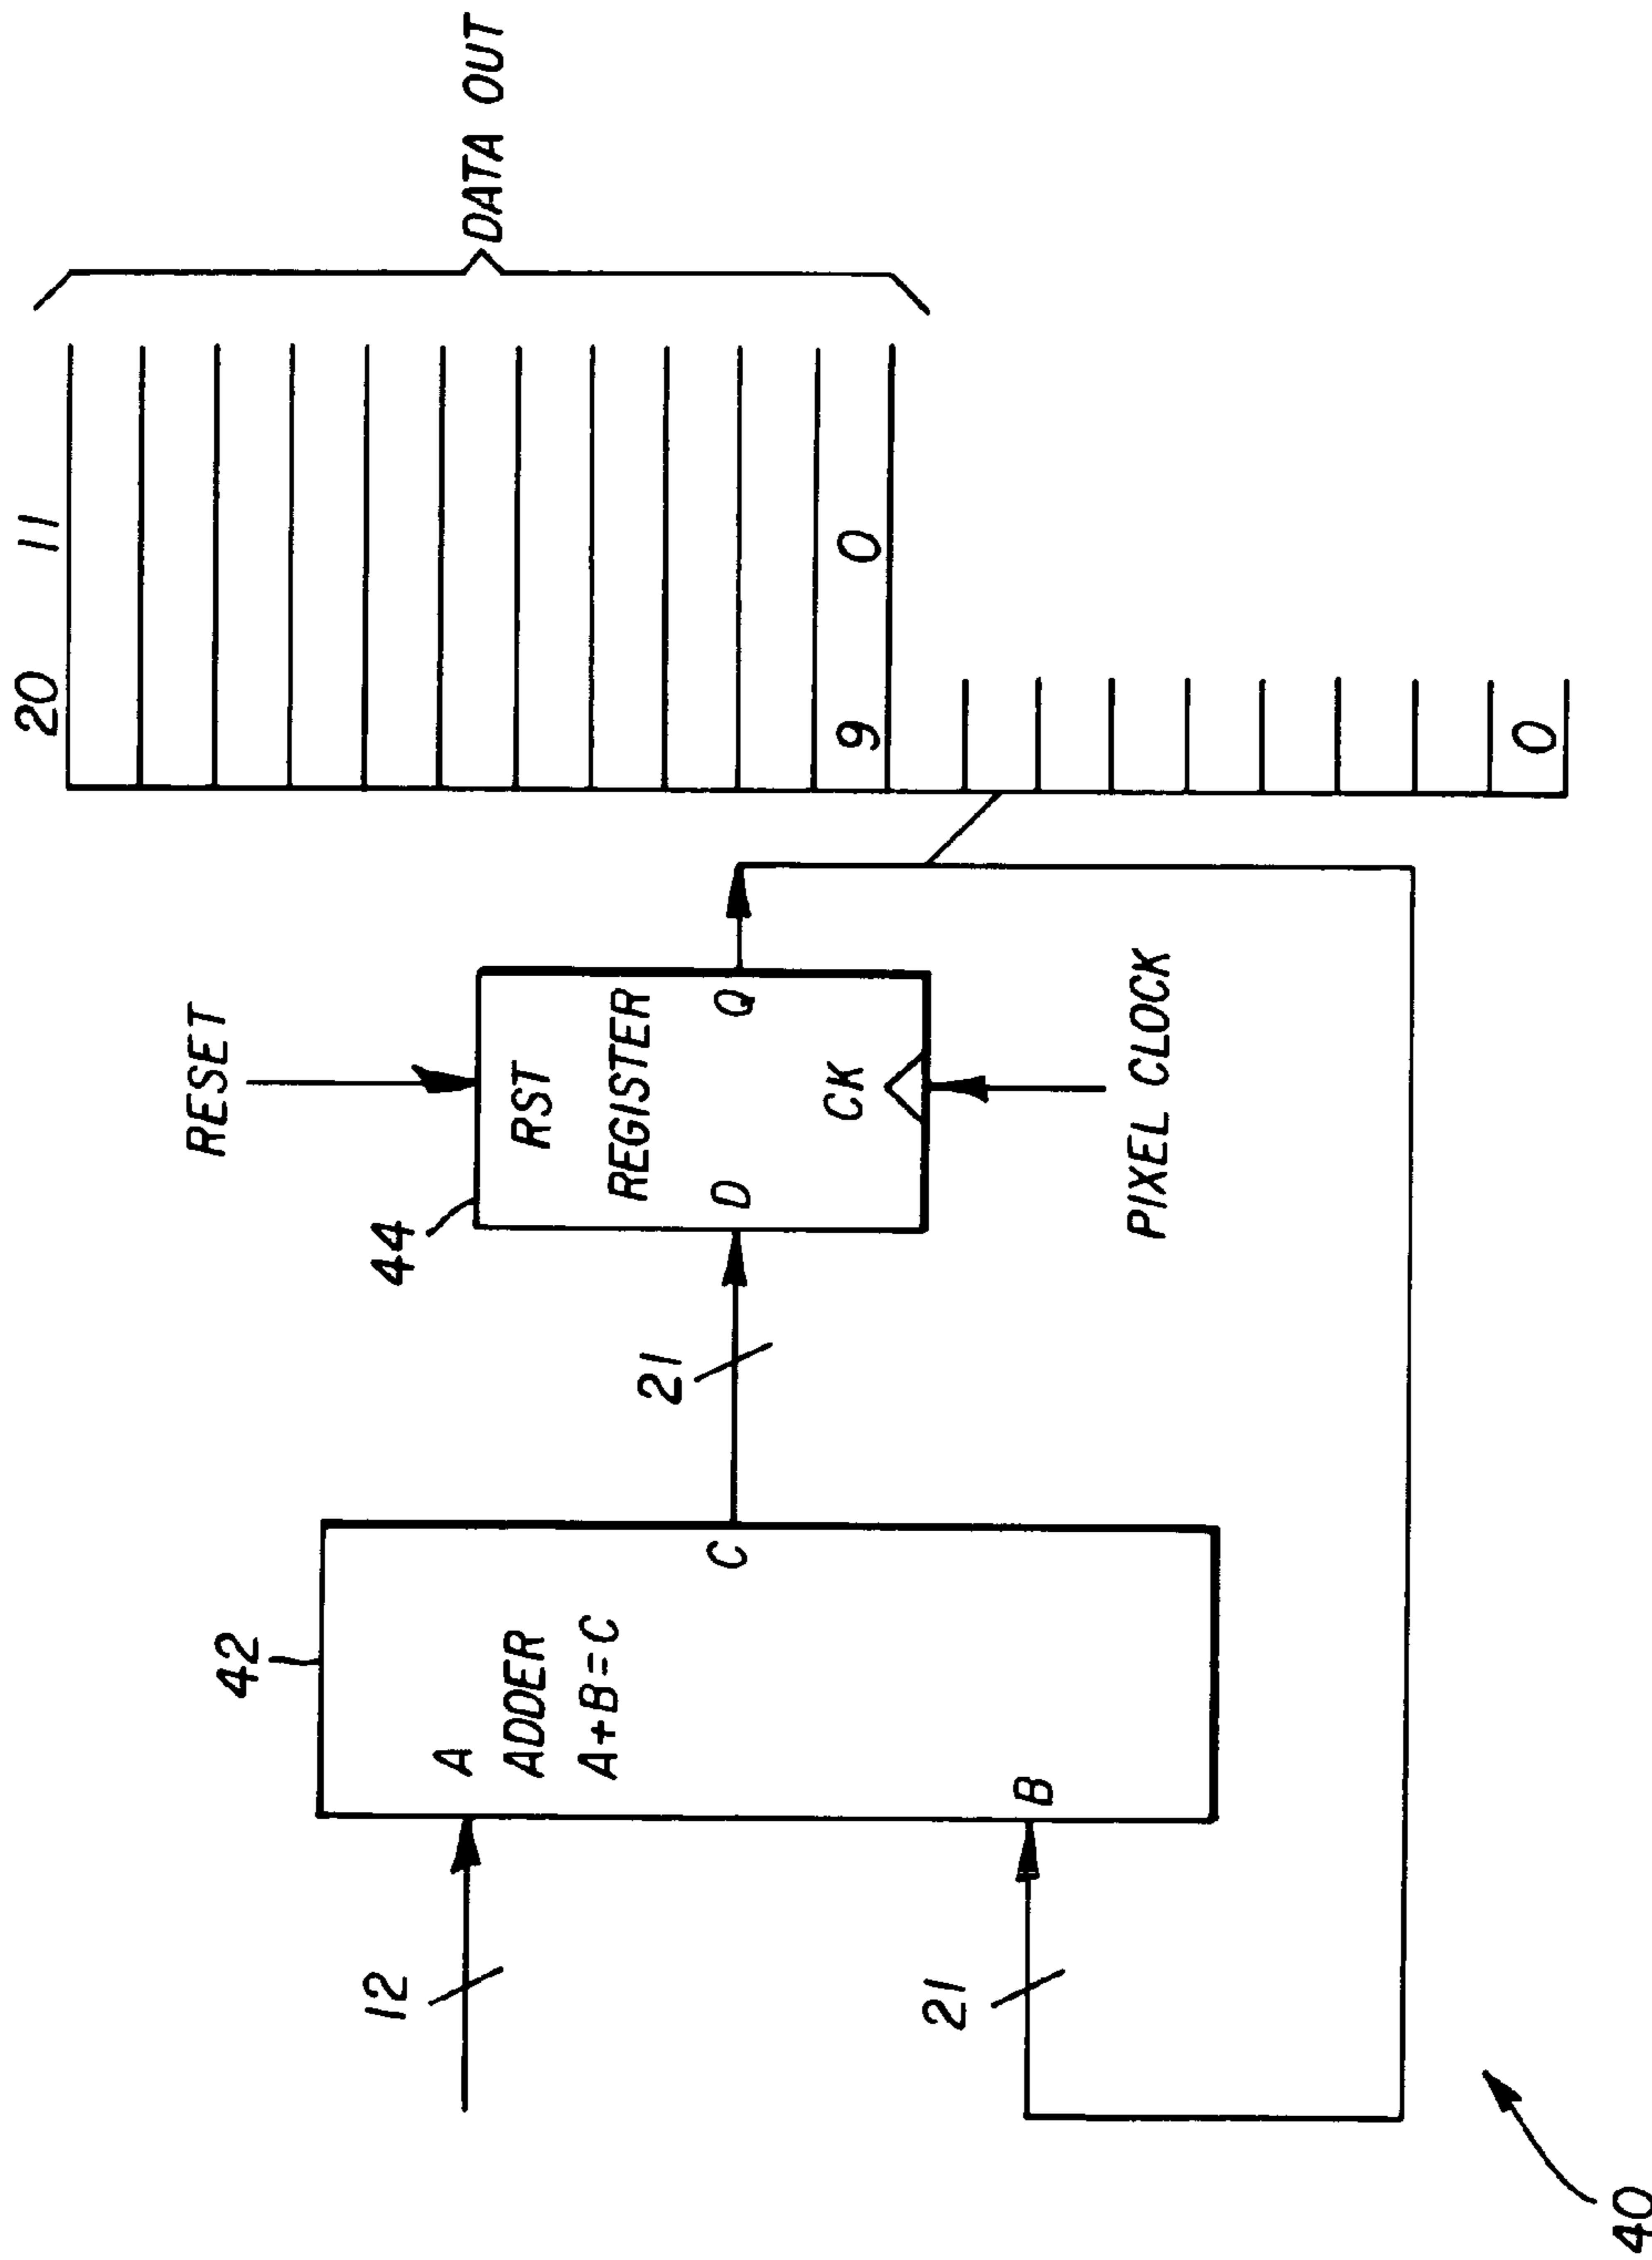 RESET
44
RST
REGISTER
D
Q
CK
PIXEL CLOCK
42
A
ADDER
A+B=C
C
B
12
21
21
20
11
9
0
0
DATA OUT
40